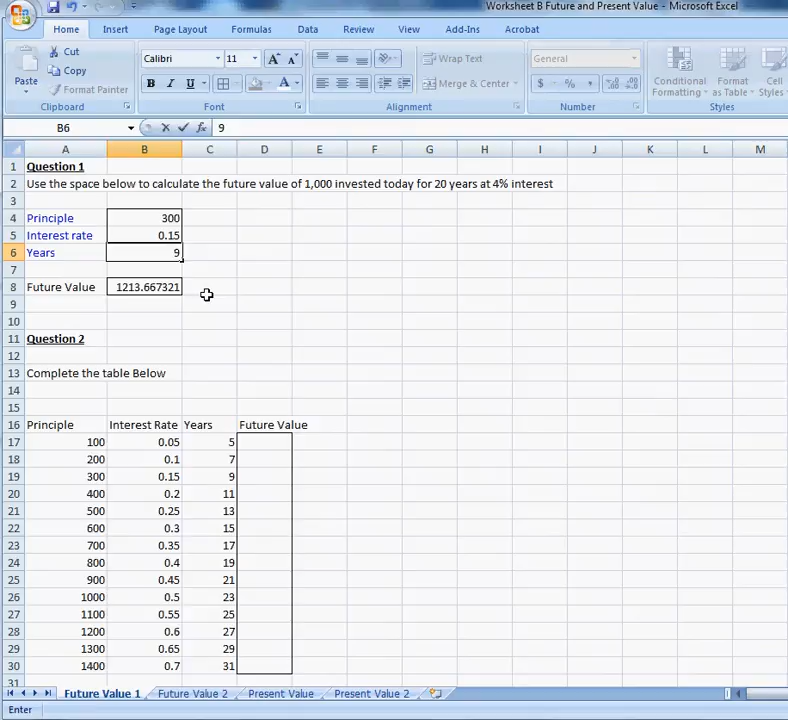 Worksheet B Future and Present Value - Microsoft Excel
Home Insert Page Layout Formulas Data Review View Add-Ins Acrobat
Cut
Copy
Format Painter
Paste
Calibri 11 A A
B I U A
Wrap Text
Merge & Center
General
$ %
Conditional Formatting
Format as Table
Cell Styles
Clipboard Font Alignment Number Styles
B6 fx 9
A B C D E F G H I J K L M
1 Question 1
2 Use the space below to calculate the future value of 1,000 invested today for 20 years at 4% interest
3
4 Principle 300
5 Interest rate 0.15
6 Years 9
7
8 Future Value 1213.667321
9
10
11 Question 2
12
13 Complete the table Below
14
15
16 Principle Interest Rate Years Future Value
17 100 0.05 5
18 200 0.1 7
19 300 0.15 9
20 400 0.2 11
21 500 0.25 13
22 600 0.3 15
23 700 0.35 17
24 800 0.4 19
25 900 0.45 21
26 1000 0.5 23
27 1100 0.55 25
28 1200 0.6 27
29 1300 0.65 29
30 1400 0.7 31
31
Future Value 1 Future Value 2 Present Value Present Value 2
Enter